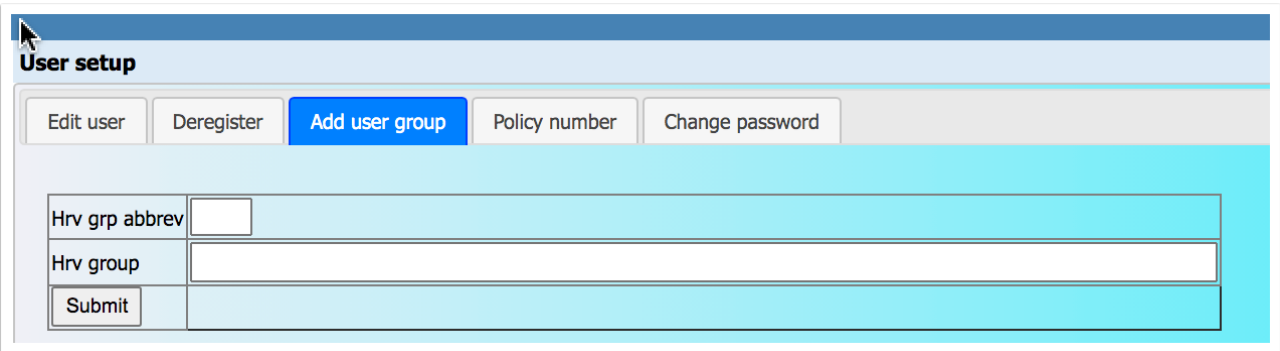 User setup
Edit user Deregister Add user group Policy number Change password
Hrv grp abbrev
Hrv group
Submit